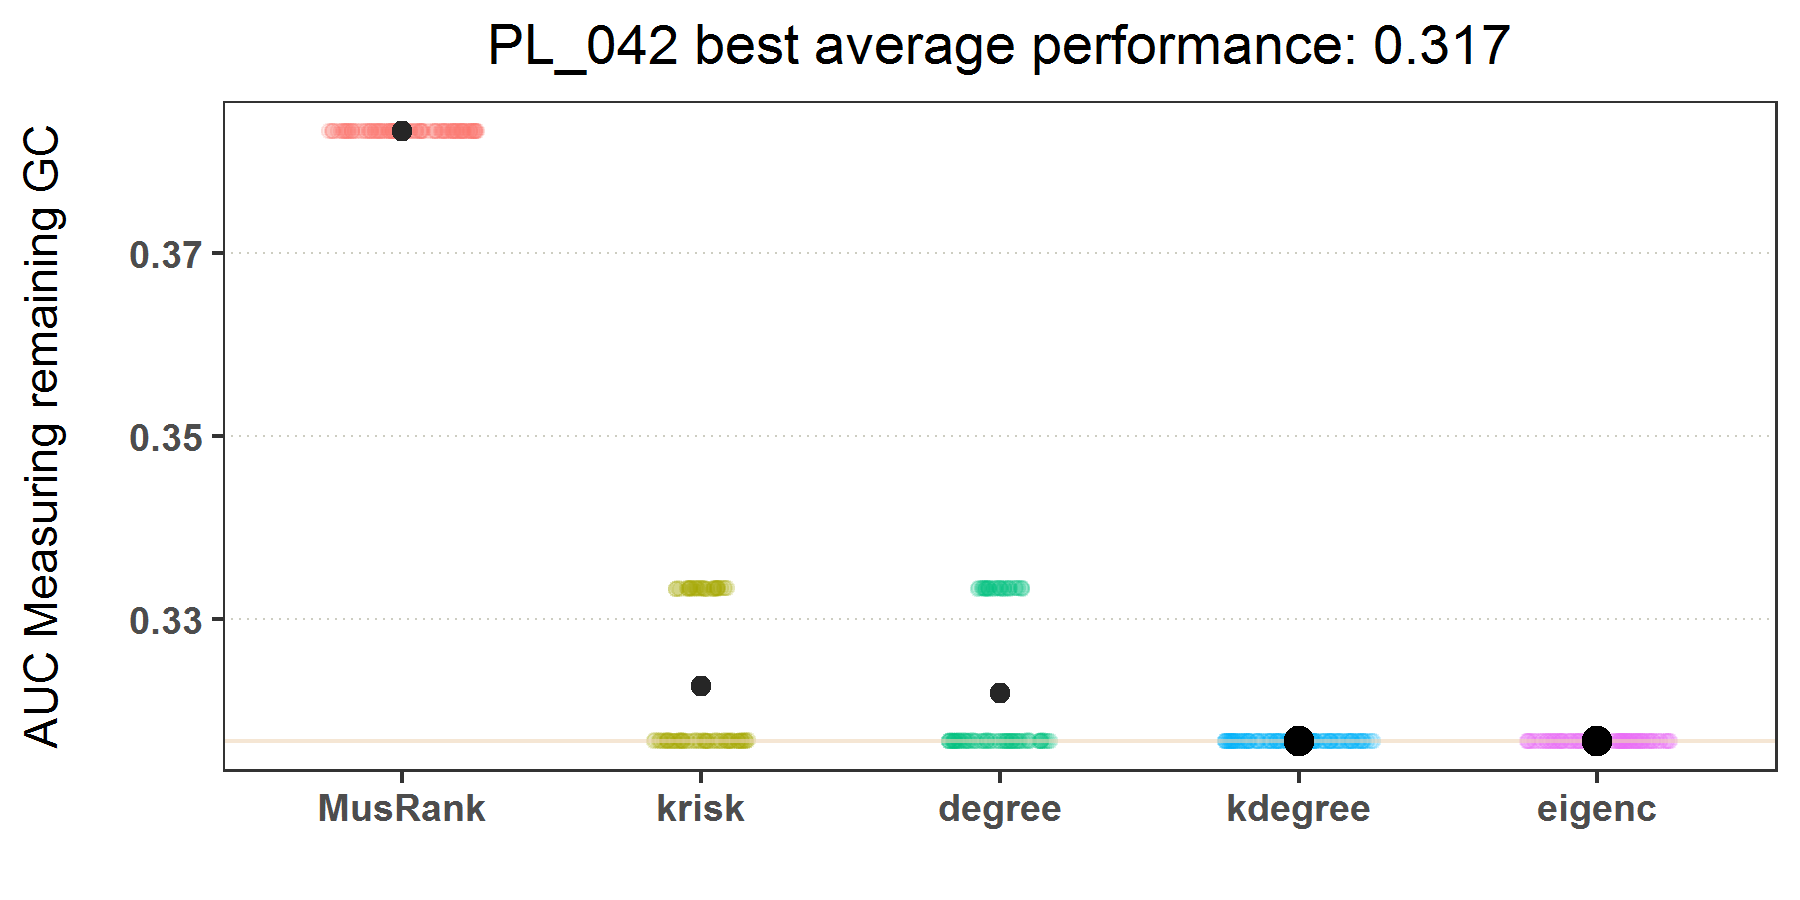 PL_042 best average performance: 0.317
AUC Measuring remaining GC
0.37
0.35
0.33
MusRank
krisk
degree
kdegree
eigenc